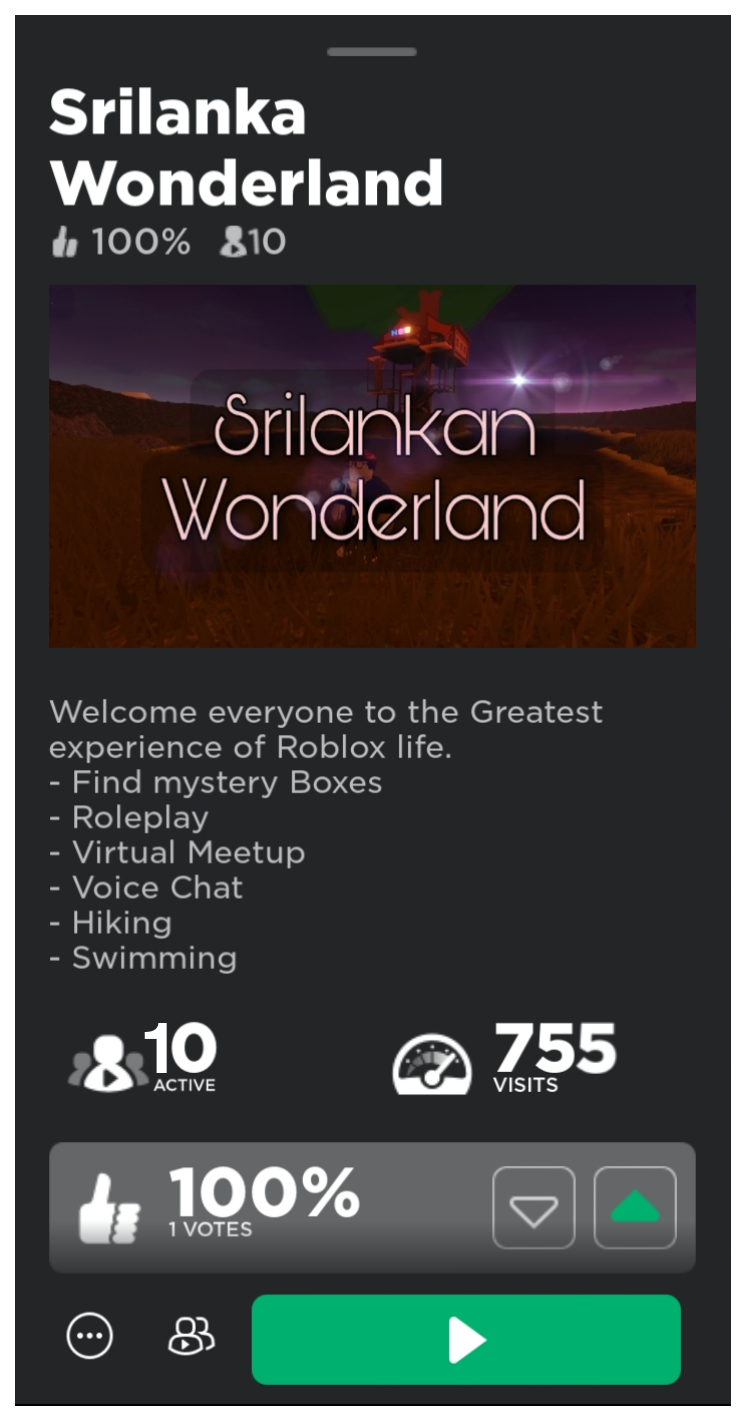 Srilanka
Wonderland
100% 10
Srilankan
Wonderland
Welcome everyone to the Greatest
experience of Roblox life.
- Find mystery Boxes
- Roleplay
- Virtual Meetup
- Voice Chat
- Hiking
- Swimming
10
ACTIVE
755
VISITS
100%
1 VOTES